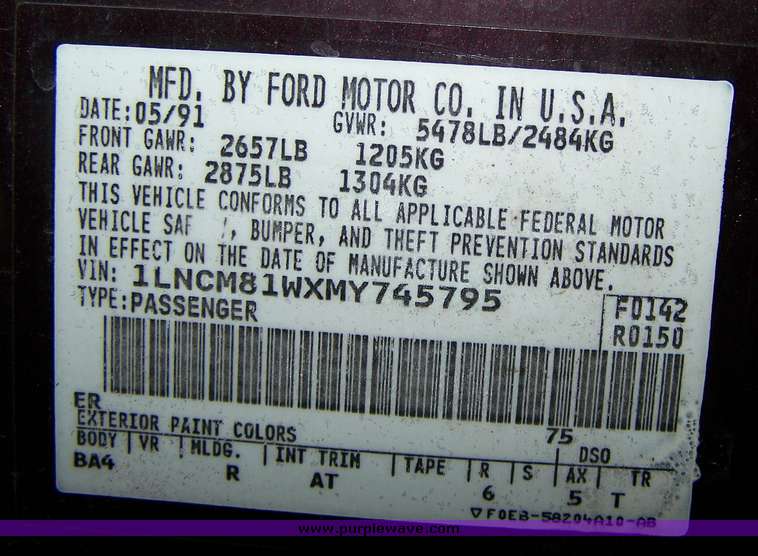 MFD. BY FORD MOTOR CO. IN U.S.A.
DATE: 05/91 GVWR: 5478LB/2484KG
FRONT GAWR: 2657LB 1205KG
REAR GAWR: 2875LB 1304KG
THIS VEHICLE CONFORMS TO ALL APPLICABLE FEDERAL MOTOR
VEHICLE SAF , BUMPER, AND THEFT PREVENTION STANDARDS
IN EFFECT ON THE DATE OF MANUFACTURE SHOWN ABOVE.
VIN: 1LNCM81WXMY745795
TYPE: PASSENGER
F0142
R0150
ER
EXTERIOR PAINT COLORS 75 DSO
BODY VR MLDG. INT TRIM TAPE R S AX TR
BA4 R AT 6 5 T
▽F0EB-58204A10-AB
www.purplewave.com